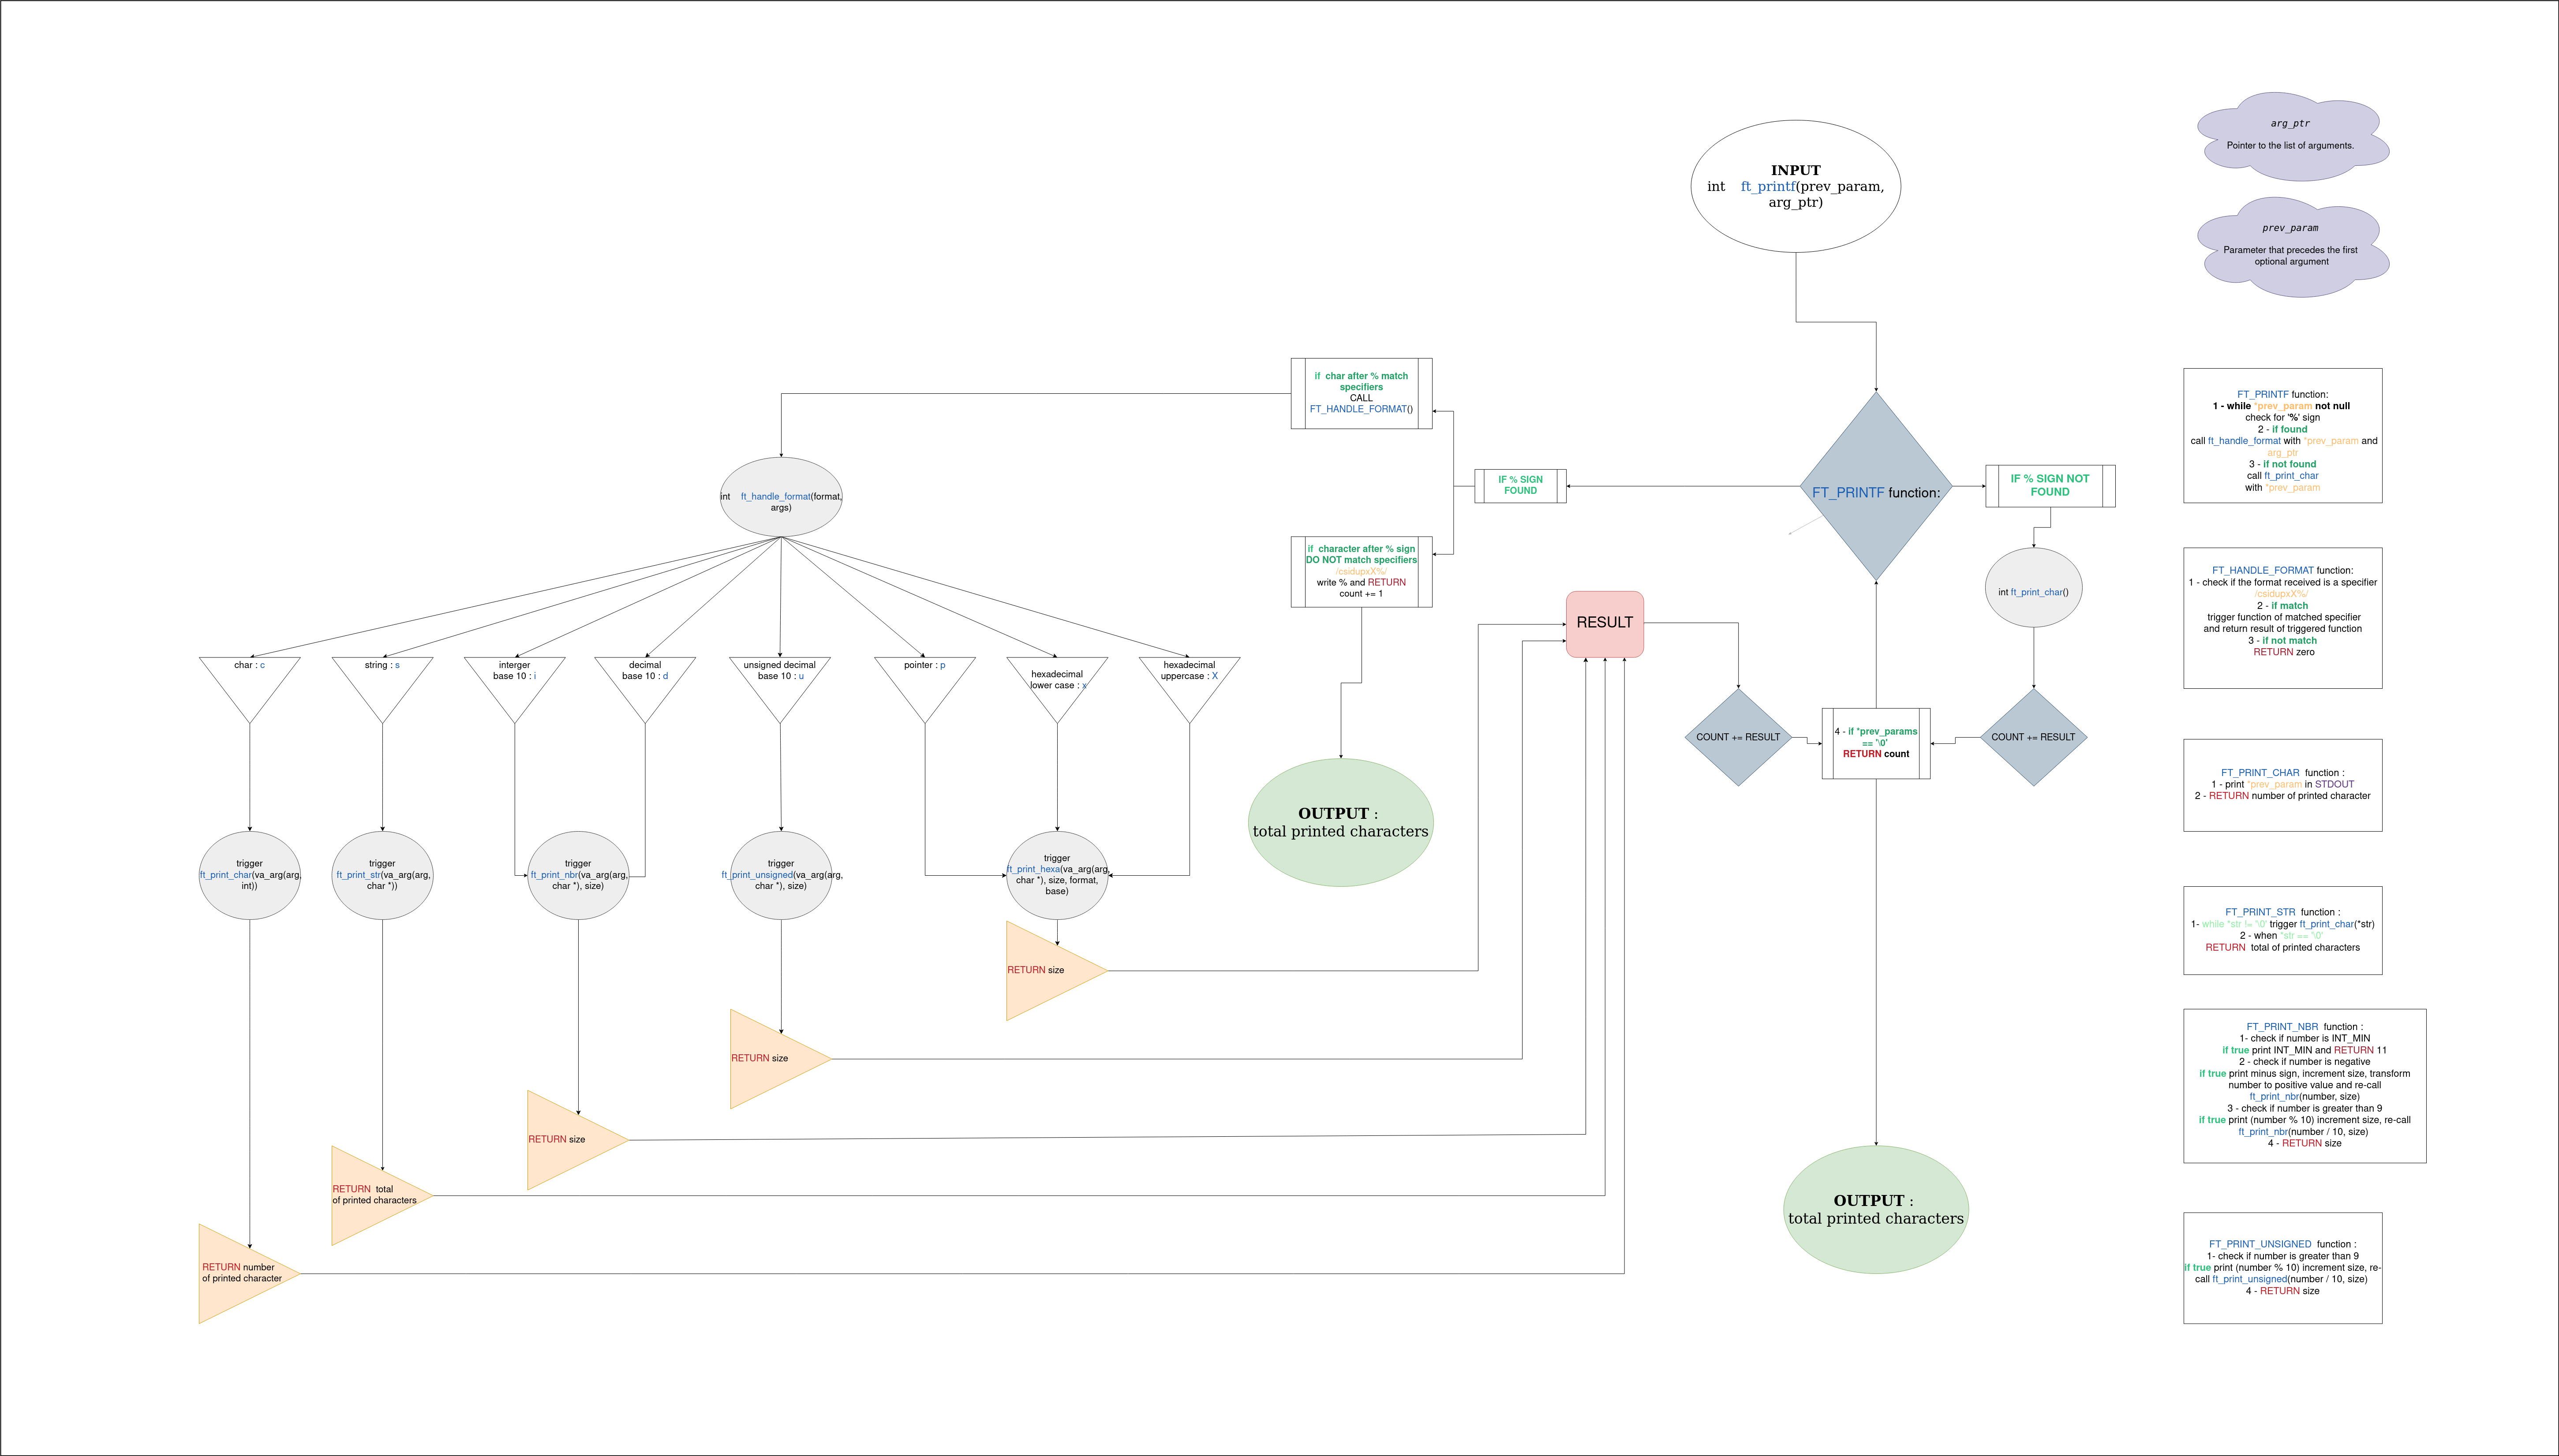 arg_ptr
Pointer to the list of arguments.
prev_param
Parameter that precedes the first
optional argument
INPUT
int ft_printf(prev_param,
arg_ptr)
if char after % match
specifiers
CALL
FT_HANDLE_FORMAT()
IF % SIGN
FOUND
FT_PRINTF function:
IF % SIGN NOT
FOUND
int ft_handle_format(format,
args)
if character after % sign
DO NOT match specifiers
/csidupxX%/
write % and RETURN
count += 1
int ft_print_char()
RESULT
char : c
string : s
interger
base 10 : i
decimal
base 10 : d
unsigned decimal
base 10 : u
pointer : p
hexadecimal
lower case : x
hexadecimal
uppercase : X
COUNT += RESULT
4 - if *prev_params
== '\0'
RETURN count
COUNT += RESULT
OUTPUT :
total printed characters
trigger
ft_print_char(va_arg(arg,
int))
trigger
ft_print_str(va_arg(arg,
char *))
trigger
ft_print_nbr(va_arg(arg,
char *), size)
trigger
ft_print_unsigned(va_arg(arg,
char *), size)
trigger
ft_print_hexa(va_arg(arg,
char *), size, format,
base)
RETURN size
RETURN size
RETURN size
RETURN total
of printed characters
RETURN number
of printed character
OUTPUT :
total printed characters
FT_PRINTF function:
1 - while *prev_param not null
check for '%' sign
2 - if found
call ft_handle_format with *prev_param and
arg_ptr
3 - if not found
call ft_print_char
with *prev_param
FT_HANDLE_FORMAT function:
1 - check if the format received is a specifier
/csidupxX%/
2 - if match
trigger function of matched specifier
and return result of triggered function
3 - if not match
RETURN zero
FT_PRINT_CHAR function :
1 - print *prev_param in STDOUT
2 - RETURN number of printed character
FT_PRINT_STR function :
1- while *str != '\0' trigger ft_print_char(*str)
2 - when *str == '\0'
RETURN total of printed characters
FT_PRINT_NBR function :
1- check if number is INT_MIN
if true print INT_MIN and RETURN 11
2 - check if number is negative
if true print minus sign, increment size, transform
number to positive value and re-call
ft_print_nbr(number, size)
3 - check if number is greater than 9
if true print (number % 10) increment size, re-call
ft_print_nbr(number / 10, size)
4 - RETURN size
FT_PRINT_UNSIGNED function :
1- check if number is greater than 9
if true print (number % 10) increment size, re-
call ft_print_unsigned(number / 10, size)
4 - RETURN size